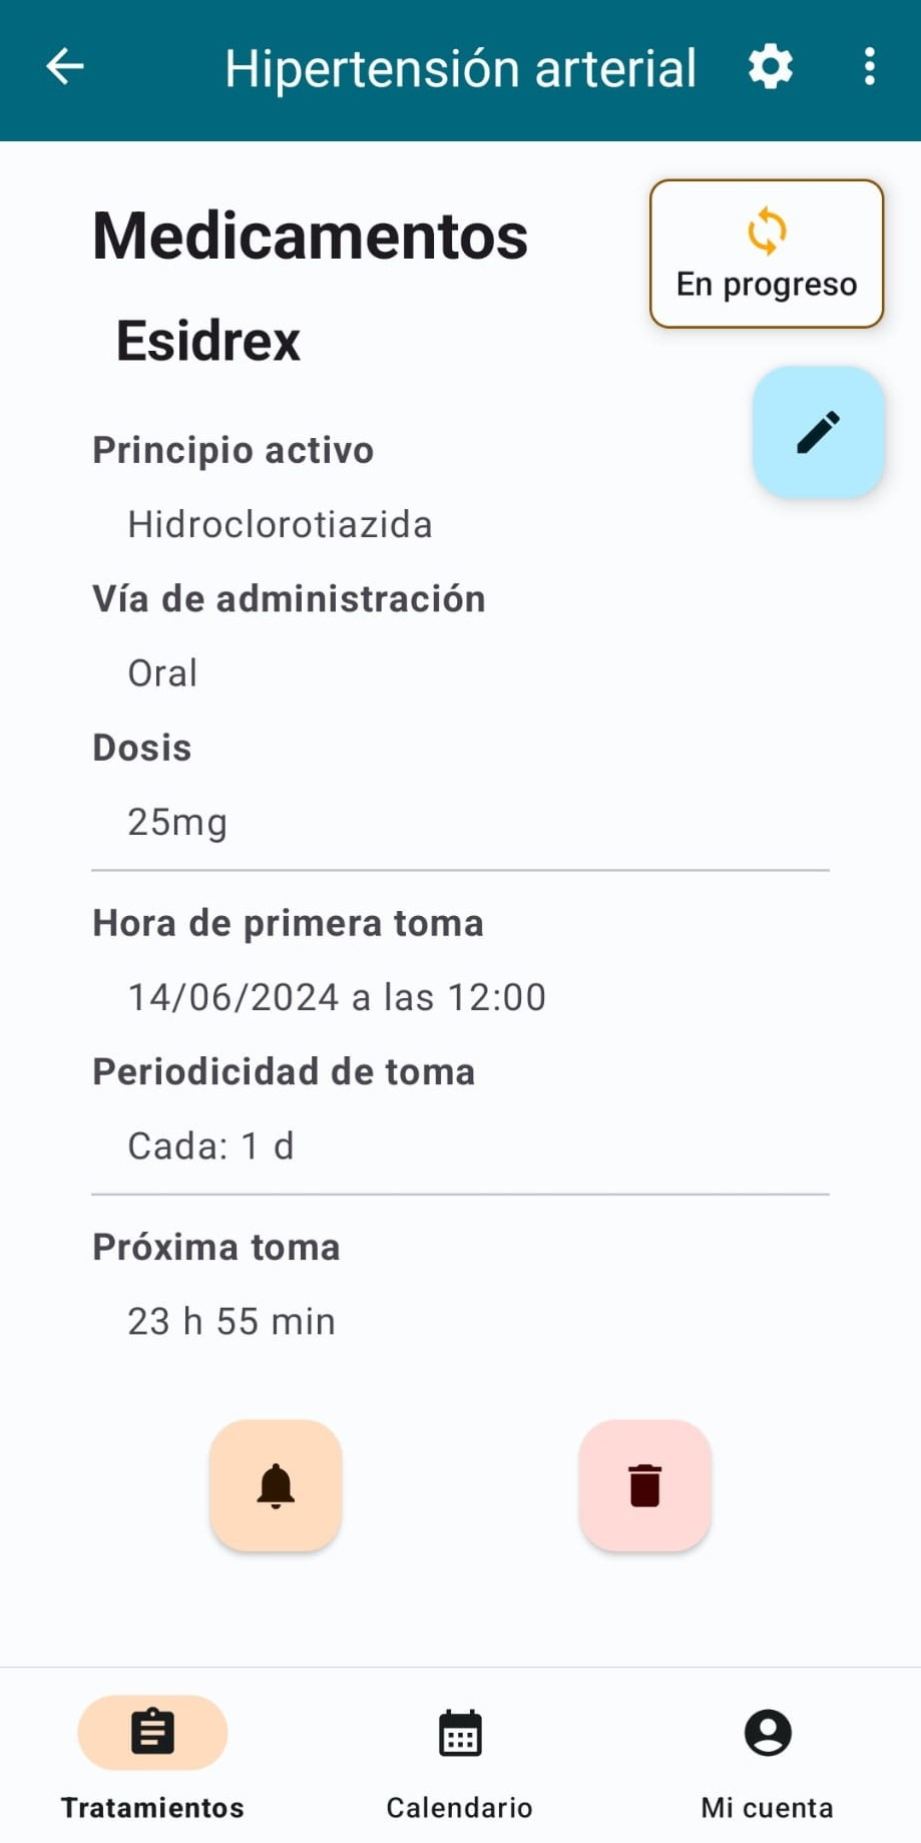 Hipertensión arterial
Medicamentos
En progreso
Esidrex
Principio activo
Hidroclorotiazida
Vía de administración
Oral
Dosis
25mg
Hora de primera toma
14/06/2024 a las 12:00
Periodicidad de toma
Cada: 1 d
Próxima toma
23 h 55 min
Tratamientos
Calendario
Mi cuenta